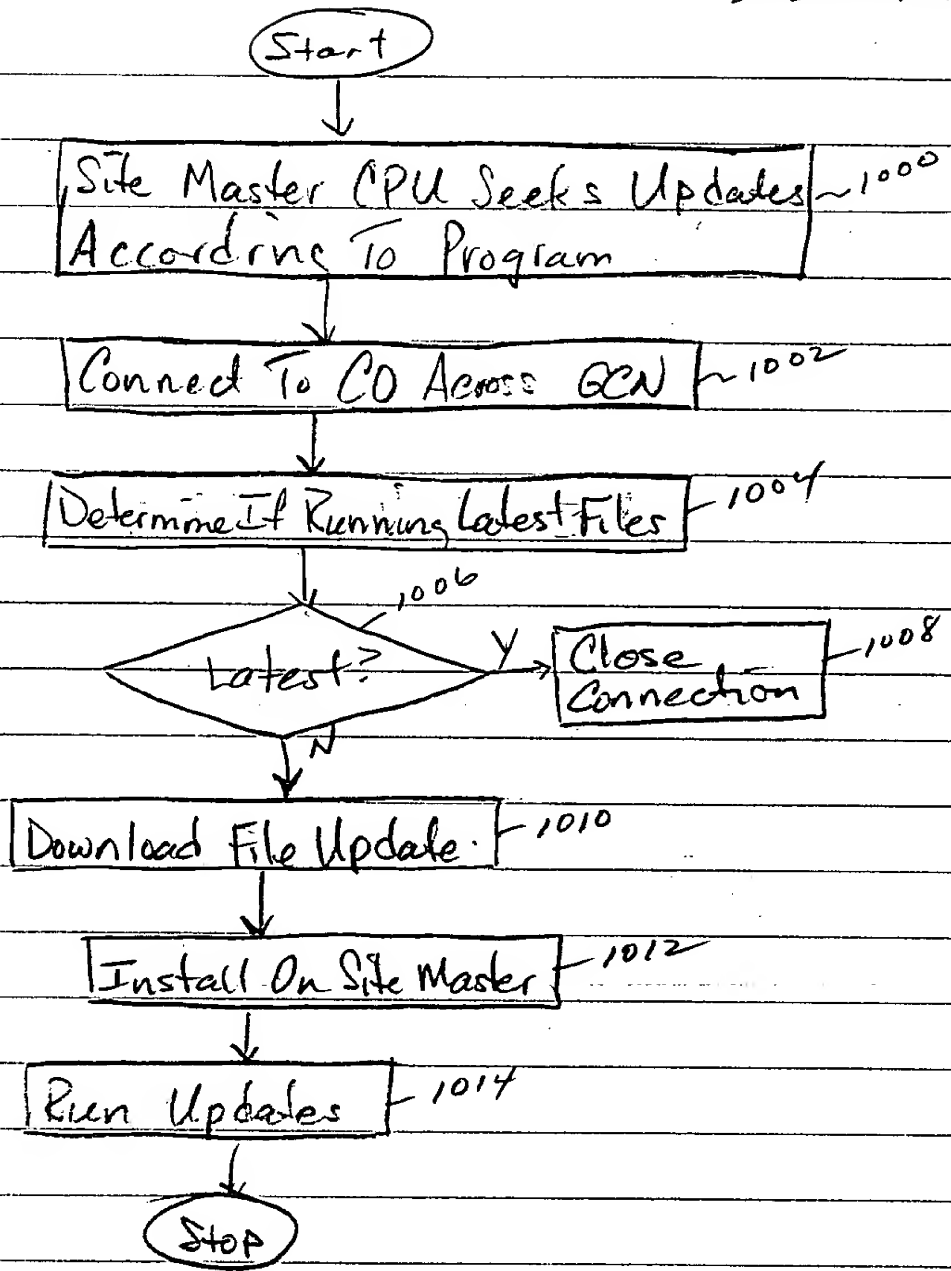 Start
Site Master CPU Seeks Updates
According To Program
1000
Connect To CO Across GCN
1002
Determine If Running Latest Files
1004
1006
Latest?
Y
Close
Connection
1008
N
Download File Update
1010
Install On Site Master
1012
Run Updates
1014
Stop